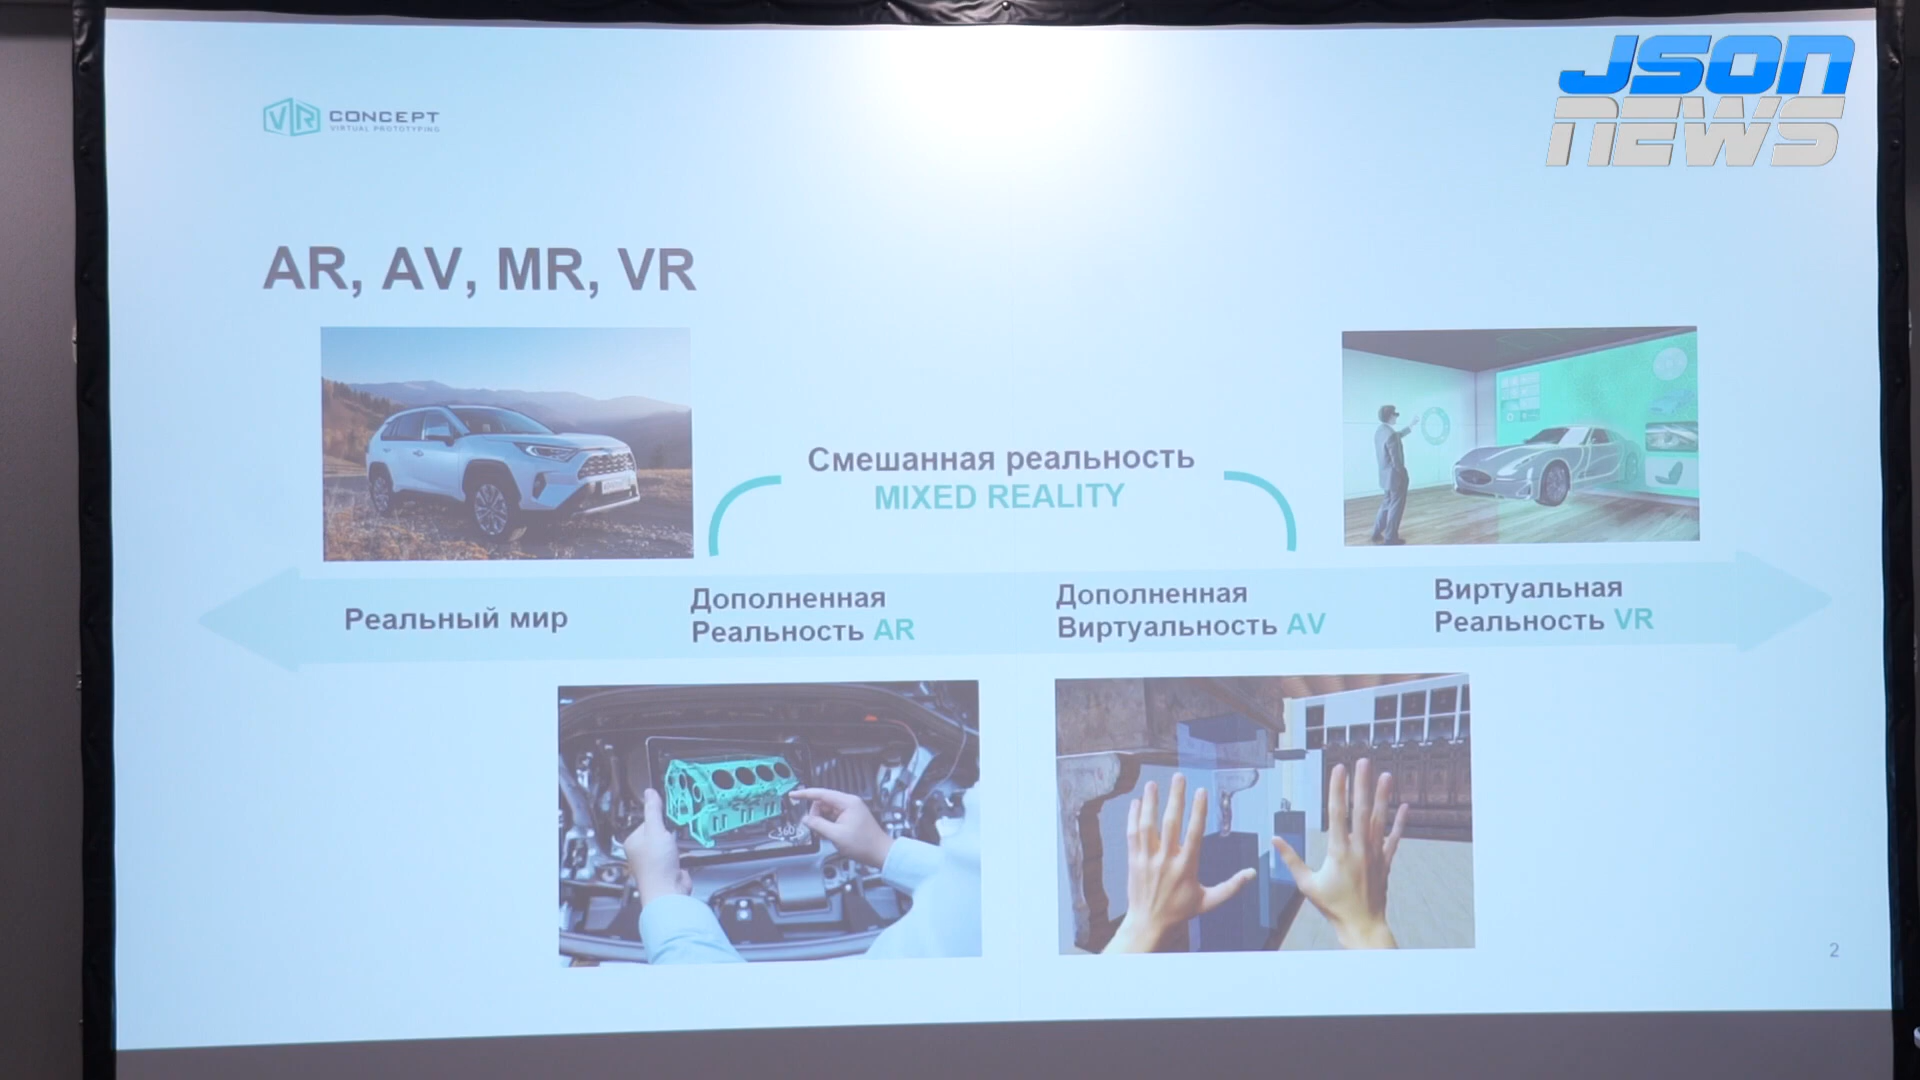 JSON
NEWS
VR CONCEPT
VIRTUAL PROTOTYPING
AR, AV, MR, VR
Смешанная реальность
MIXED REALITY
Реальный мир
Дополненная
Реальность AR
Дополненная
Виртуальность AV
Виртуальная
Реальность VR
360
2